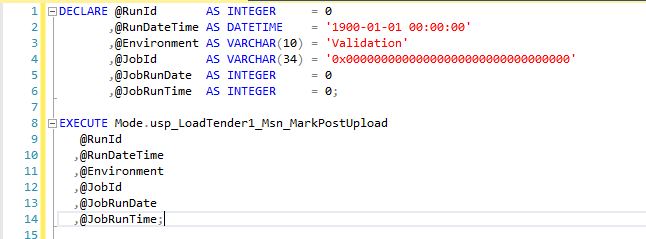 1 DECLARE @RunId AS INTEGER = 0
2 ,@RunDateTime AS DATETIME = '1900-01-01 00:00:00'
3 ,@Environment AS VARCHAR(10) = 'Validation'
4 ,@JobId AS VARCHAR(34) = '0x00000000000000000000000000000000'
5 ,@JobRunDate AS INTEGER = 0
6 ,@JobRunTime AS INTEGER = 0;
7
8 EXECUTE Mode.usp_LoadTender1_Msn_MarkPostUpload
9 @RunId
10 ,@RunDateTime
11 ,@Environment
12 ,@JobId
13 ,@JobRunDate
14 ,@JobRunTime;
15